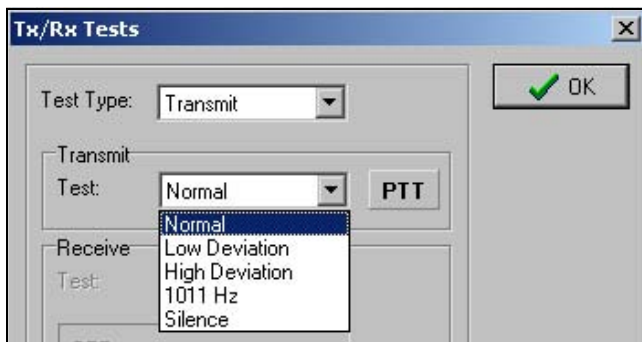 Tx/Rx Tests
OK
Test Type: Transmit
Transmit
Test: Normal PTT
Normal
Low Deviation
Receive
High Deviation
Test:
1011 Hz
Silence